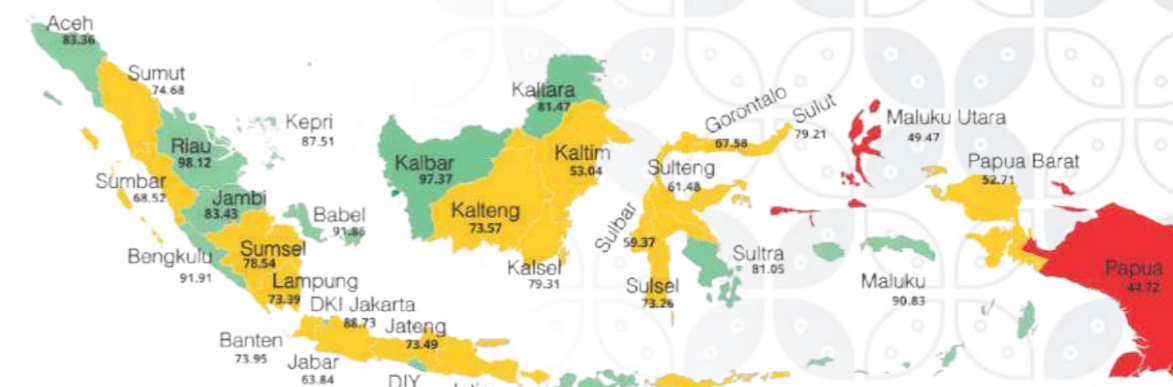 Aceh
83.36
Sumut
74.68
Riau
98.12
Kepri
87.51
Sumbar
68.52
Jambi
83.43
Babel
91.86
Bengkulu
91.91
Sumsel
78.54
Lampung
73.39
DKI Jakarta
88.73
Banten
73.95
Jabar
63.84
Jateng
73.49
DIY
Kaltara
81.47
Kalbar
97.37
Kaltim
53.04
Kalteng
73.57
Kalsel
79.31
Gorontalo
67.58
Sulut
79.21
Sulteng
61.48
Sulbar
59.37
Sulsel
73.26
Sultra
81.05
Maluku Utara
49.47
Maluku
90.83
Papua Barat
52.71
Papua
44.72